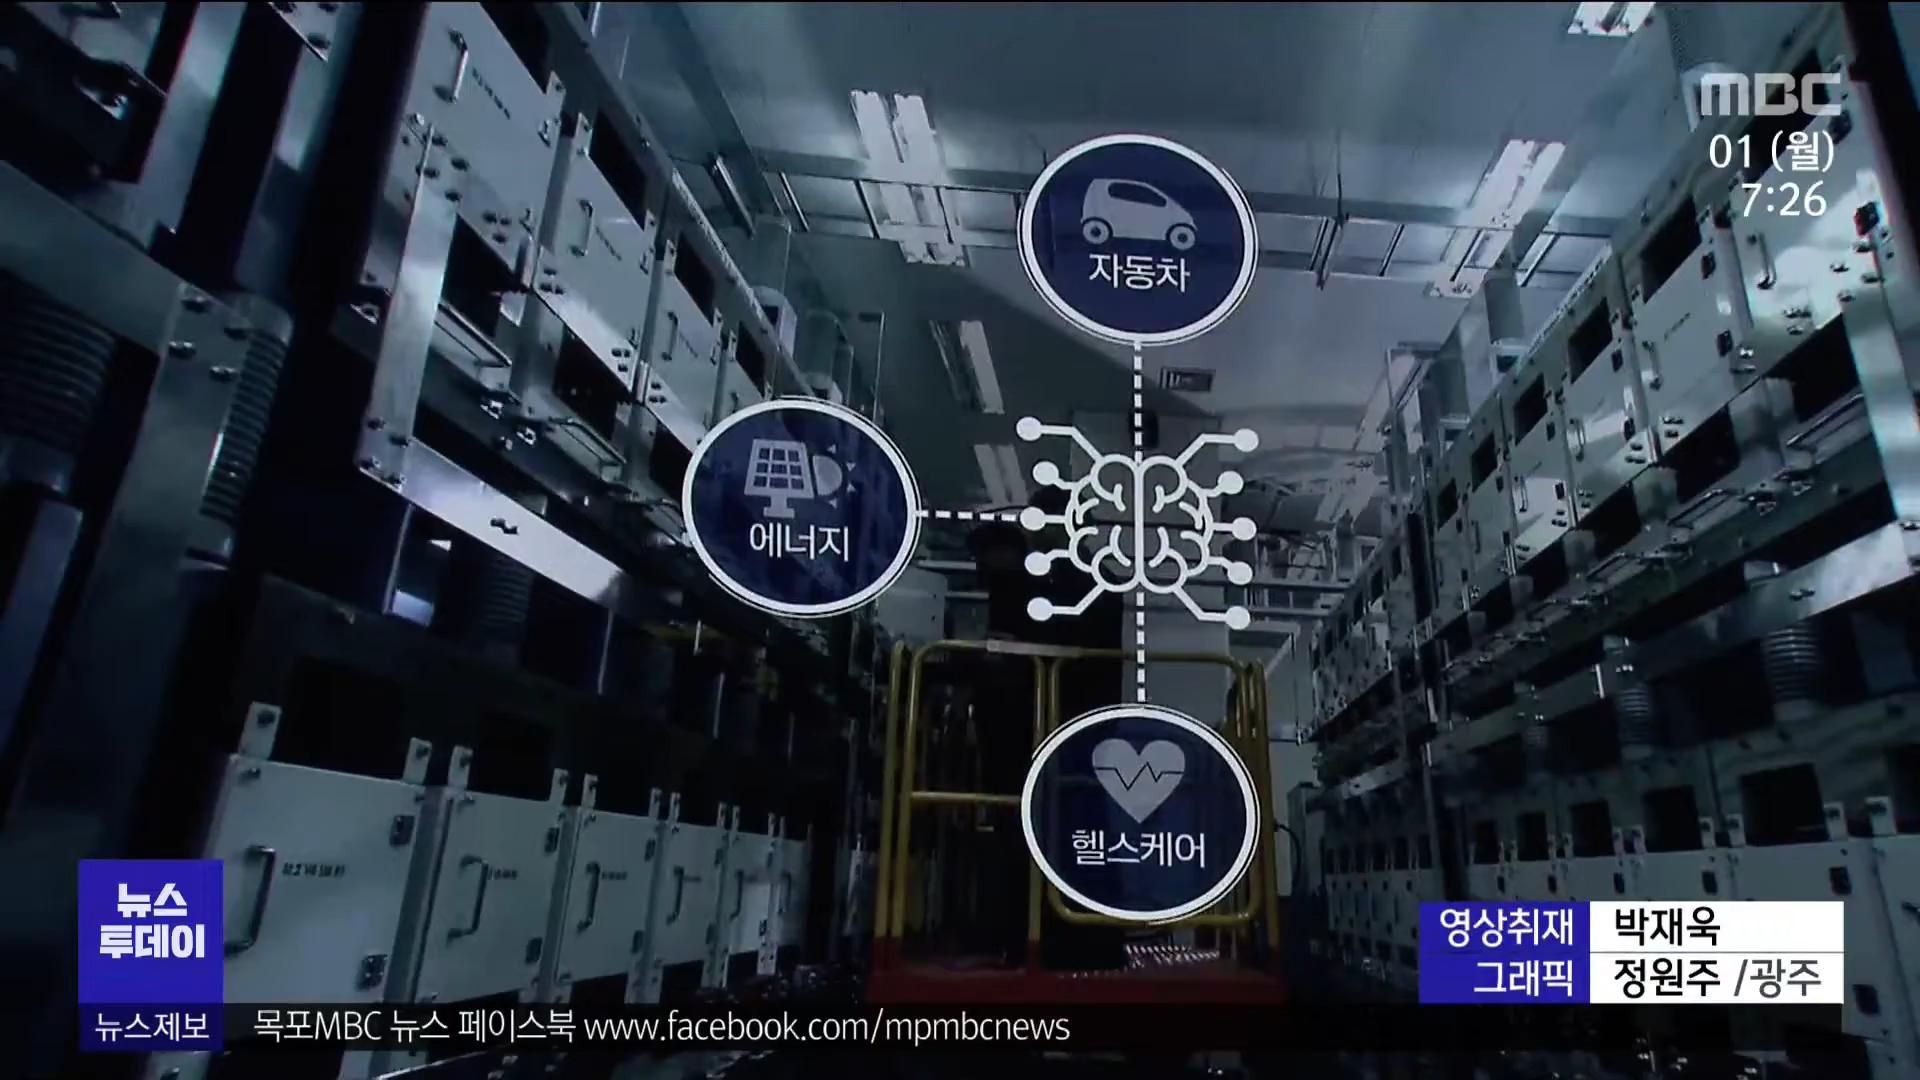 MBC
01 (월)
7:26
자동차
에너지
헬스케어
뉴스
투데이
영상취재 박재욱
그래픽 정원주 /광주
뉴스제보 목포MBC 뉴스 페이스북 www.facebook.com/mpmbcnews